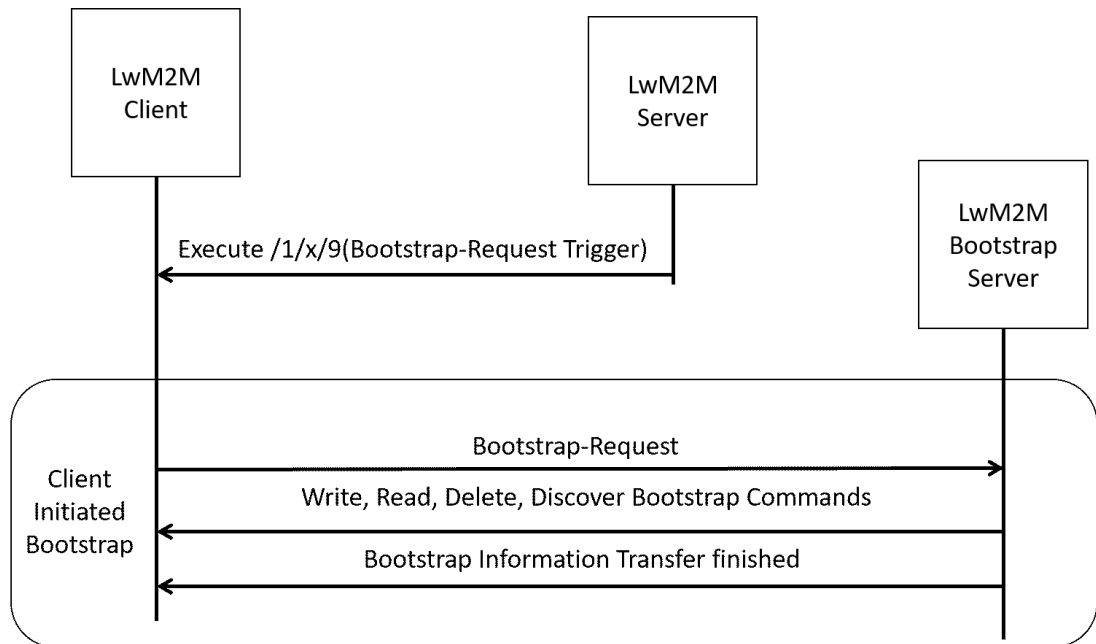 LwM2M
Client
LwM2M
Server
LwM2M
Bootstrap
Server
Execute /1/x/9(Bootstrap-Request Trigger)
Bootstrap-Request
Write, Read, Delete, Discover Bootstrap Commands
Bootstrap Information Transfer finished
Client
Initiated
Bootstrap